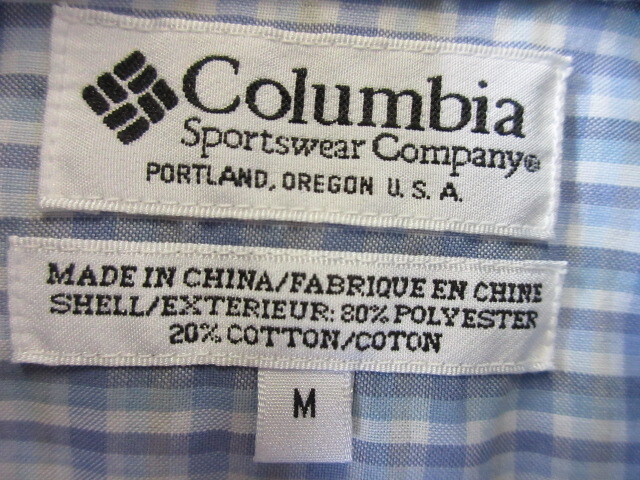 Columbia
Sportswear Company®
PORTLAND, OREGON U.S.A.
MADE IN CHINA/FABRIQUE EN CHINE
SHELL/EXTERIEUR: 80% POLYESTER
20% COTTON/COTON
M